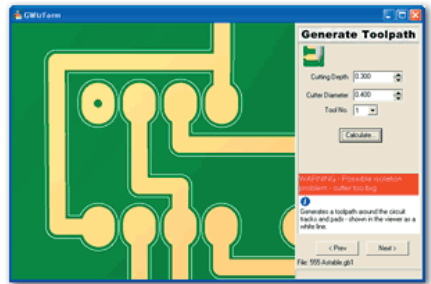 Generate Toolpath
Cutting Depth 0.300
Cutter Diameter 0.400
Tool No. 1
Calculate...
WARNING - Possible isolation
problem - cutter too big
Generates a toolpath around the circuit
tracks and pads - shown in the viewer as a
white line.
< Prev Next >
File: 555-Astable.gb1